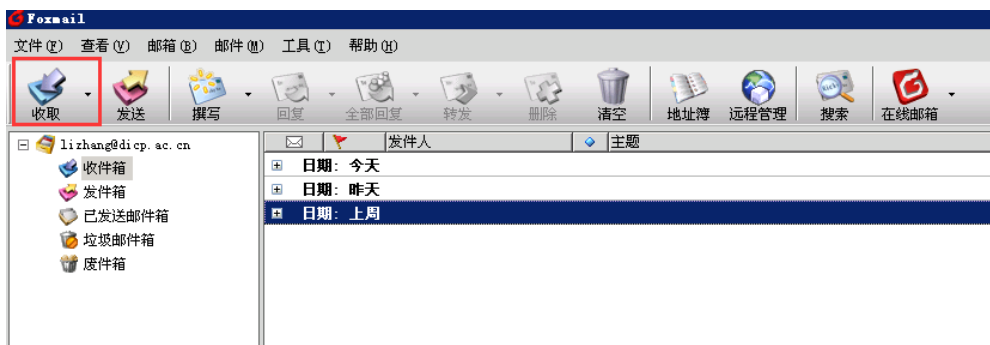 Foxmail
文件(F) 查看(V) 邮箱(B) 邮件(M) 工具(T) 帮助(H)
收取 发送 撰写 回复 全部回复 转发 删除 清空 地址簿 远程管理 搜索 在线邮箱
lizhang@dicp.ac.cn 发件人 主题
收件箱 日期: 今天
发件箱 日期: 昨天
已发送邮件箱 日期: 上周
垃圾邮件箱
废件箱